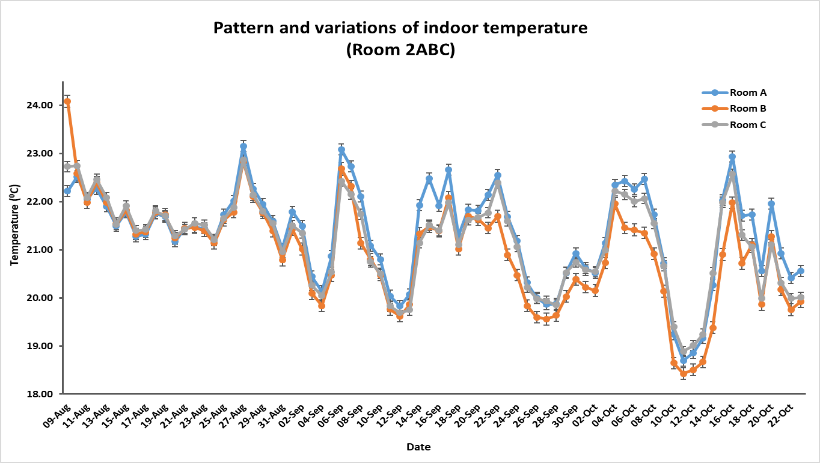 Pattern and variations of indoor temperature
(Room 2ABC)
Room A
Room B
Room C
Temperature (ºC)
24.00
23.00
22.00
21.00
20.00
19.00
18.00
09-Aug
11-Aug
13-Aug
15-Aug
17-Aug
19-Aug
21-Aug
23-Aug
25-Aug
27-Aug
29-Aug
31-Aug
02-Sep
04-Sep
06-Sep
08-Sep
10-Sep
12-Sep
14-Sep
16-Sep
18-Sep
20-Sep
22-Sep
24-Sep
26-Sep
28-Sep
30-Sep
02-Oct
04-Oct
06-Oct
08-Oct
10-Oct
12-Oct
14-Oct
16-Oct
18-Oct
20-Oct
22-Oct
Date